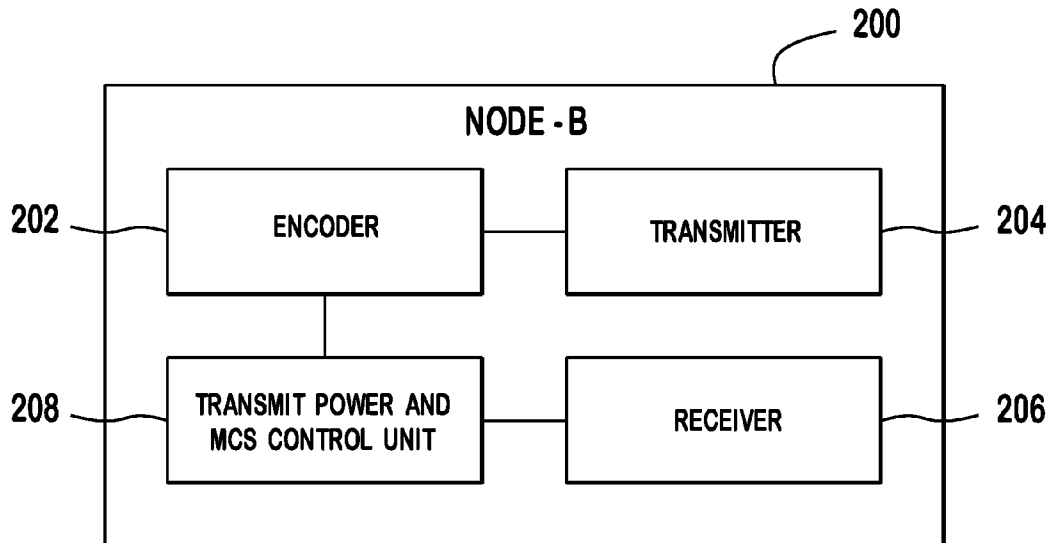 200
NODE - B
202
ENCODER
TRANSMITTER
204
208
TRANSMIT POWER AND
MCS CONTROL UNIT
RECEIVER
206